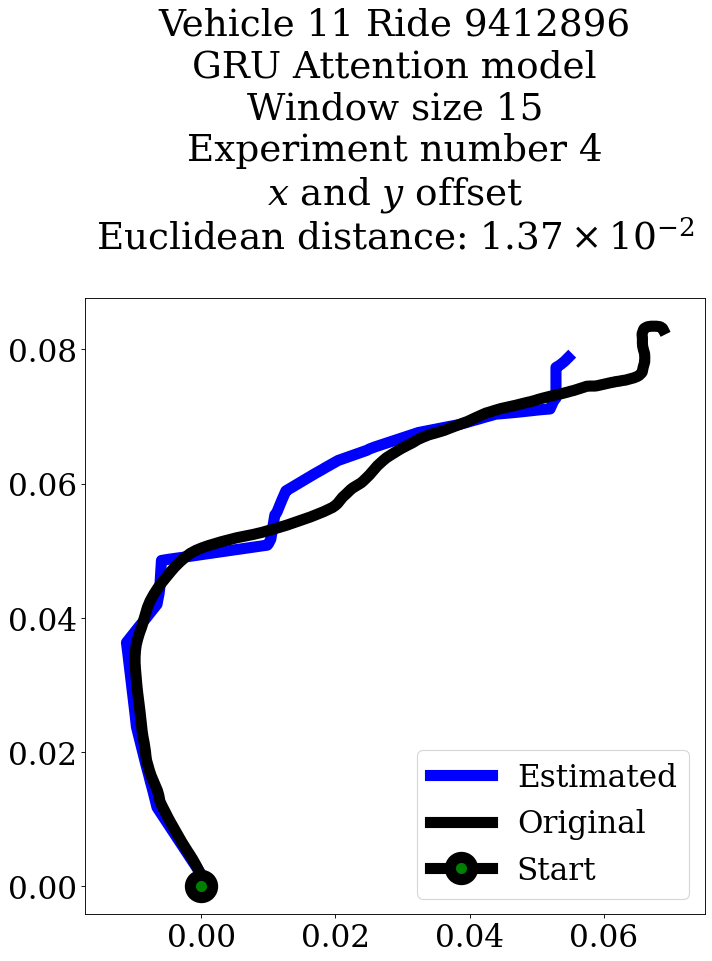 Vehicle 11 Ride 9412896
GRU Attention model
Window size 15
Experiment number 4
x and y offset
Euclidean distance: 1.37 × 10⁻²
0.08
0.06
0.04
0.02
0.00
Estimated
Original
Start
0.00 0.02 0.04 0.06